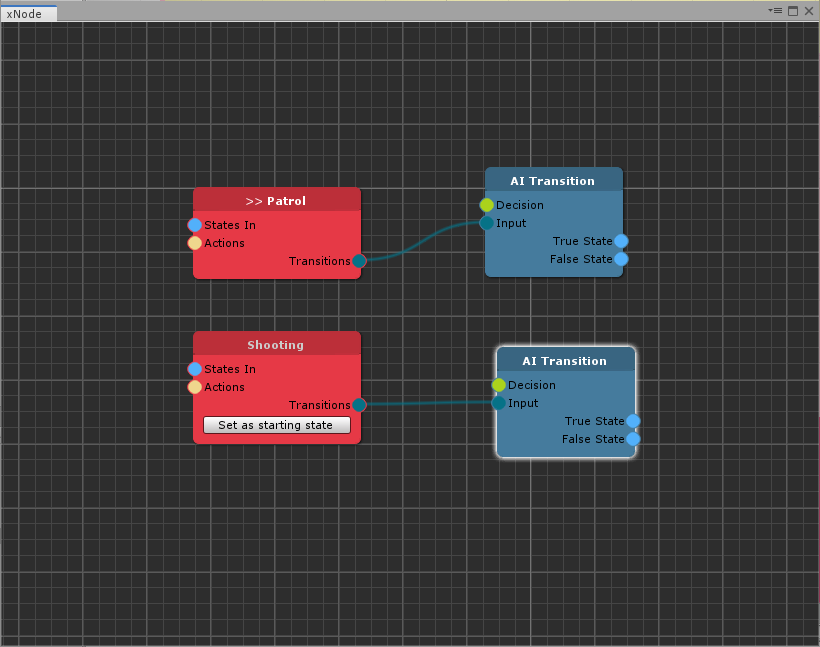 xNode
>> Patrol
States In
Actions
Transitions
AI Transition
Decision
Input
True State
False State
Shooting
States In
Actions
Transitions
Set as starting state
AI Transition
Decision
Input
True State
False State